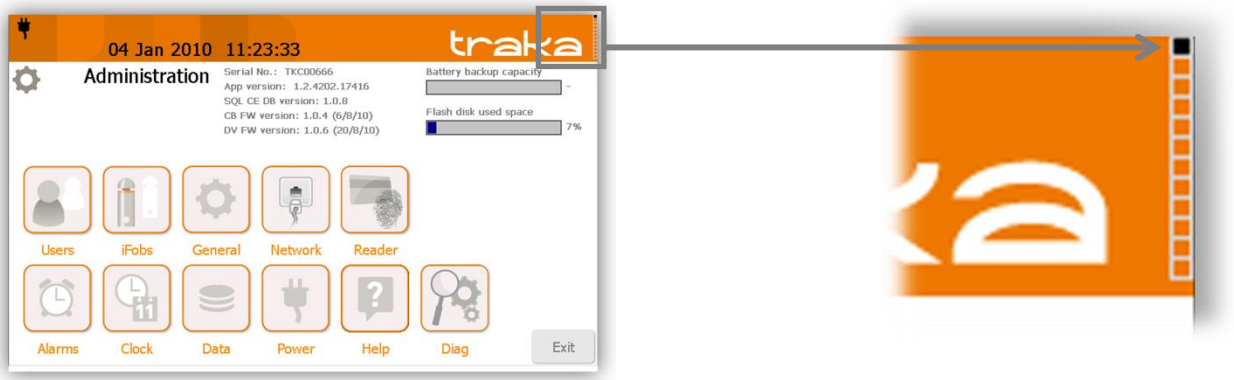 04 Jan 2010 11:23:33
traka
Administration
Serial No.: TKC00666
App version: 1.2.4202.17416
SQL CE DB version: 1.0.8
CB FW version: 1.0.4 (6/8/10)
DV FW version: 1.0.6 (20/8/10)
Battery backup capacity
-
Flash disk used space
7%
Users iFobs General Network Reader
11
?
Alarms Clock Data Power Help Diag
Exit
ka